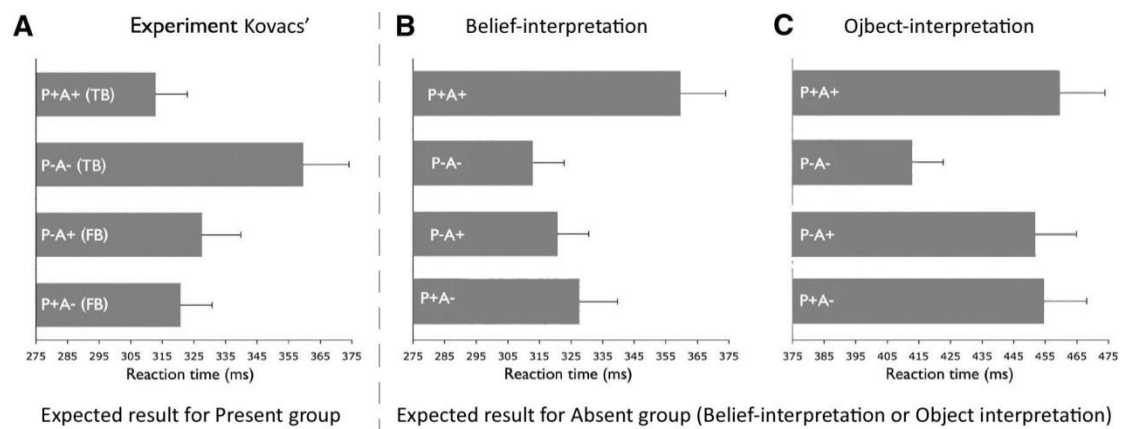 A Experiment Kovacs'
P+A+ (TB)
P-A- (TB)
P-A+ (FB)
P+A- (FB)
275 285 295 305 315 325 335 345 355 365 375
Reaction time (ms)
Expected result for Present group
B Belief-interpretation
P+A+
P-A-
P-A+
P+A-
275 285 295 305 315 325 335 345 355 365 375
Reaction time (ms)
C Ojbect-interpretation
P+A+
P-A-
P-A+
P+A-
375 385 395 405 415 425 435 445 455 465 475
Reaction time (ms)
Expected result for Absent group (Belief-interpretation or Object interpretation)